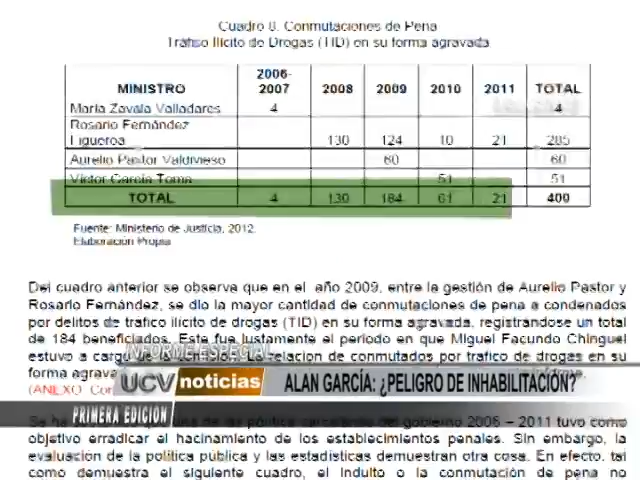 Cuadro 8. Conmutaciones de Pena
Tráfico Ilícito de Drogas (TID) en su forma agravada
MINISTRO 2006-2007 2008 2009 2010 2011 TOTAL
María Zavala Valladares 4 4
Rosario Fernández Figueroa 130 124 10 21 285
Aurelio Pastor Valdivieso 60 60
Víctor García Toma 51 51
TOTAL 4 130 184 61 21 400
Fuente: Ministerio de Justicia, 2012.
Elaboración Propia
Del cuadro anterior se observa que en el año 2009, entre la gestión de Aurelio Pastor y
Rosario Fernández, se dio la mayor cantidad de conmutaciones de pena a condenados
por delitos de tráfico ilícito de drogas (TID) en su forma agravada, registrándose un total
de 184 beneficiados. Este fue justamente el periodo en que Miguel Facundo Chinguel
estuvo a cargo de relación de conmutados por trafico de drogas en su
forma agravada
(ANEXO
INFORME ESPECIAL
UCV noticias ALAN GARCÍA: ¿PELIGRO DE INHABILITACIÓN?
PRIMERA EDICIÓN
gobierno 2006 – 2011 tuvo como
objetivo erradicar el hacinamiento de los establecimientos penales. Sin embargo, la
evaluación de la política pública y las estadísticas demuestran otra cosa. En efecto, tal
como demuestra el siguiente cuadro, el indulto o la conmutación de pena no